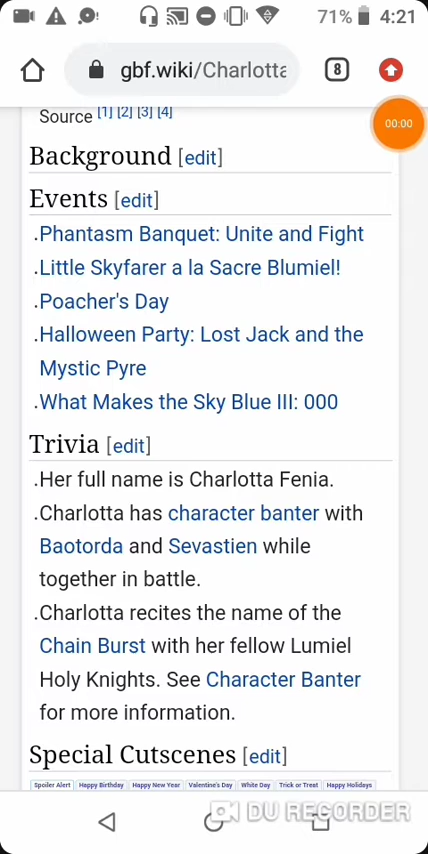 71% 4:21
gbf.wiki/Charlotta
8
00:00
Source [1] [2] [3] [4]
Background [edit]
Events [edit]
.Phantasm Banquet: Unite and Fight
.Little Skyfarer a la Sacre Blumiel!
.Poacher's Day
.Halloween Party: Lost Jack and the
Mystic Pyre
.What Makes the Sky Blue III: 000
Trivia [edit]
.Her full name is Charlotta Fenia.
.Charlotta has character banter with
Baotorda and Sevastien while
together in battle.
.Charlotta recites the name of the
Chain Burst with her fellow Lumiel
Holy Knights. See Character Banter
for more information.
Special Cutscenes [edit]
Spoiler Alert Happy Birthday Happy New Year Valentine's Day White Day Trick or Treat Happy Holidays
DU RECORDER